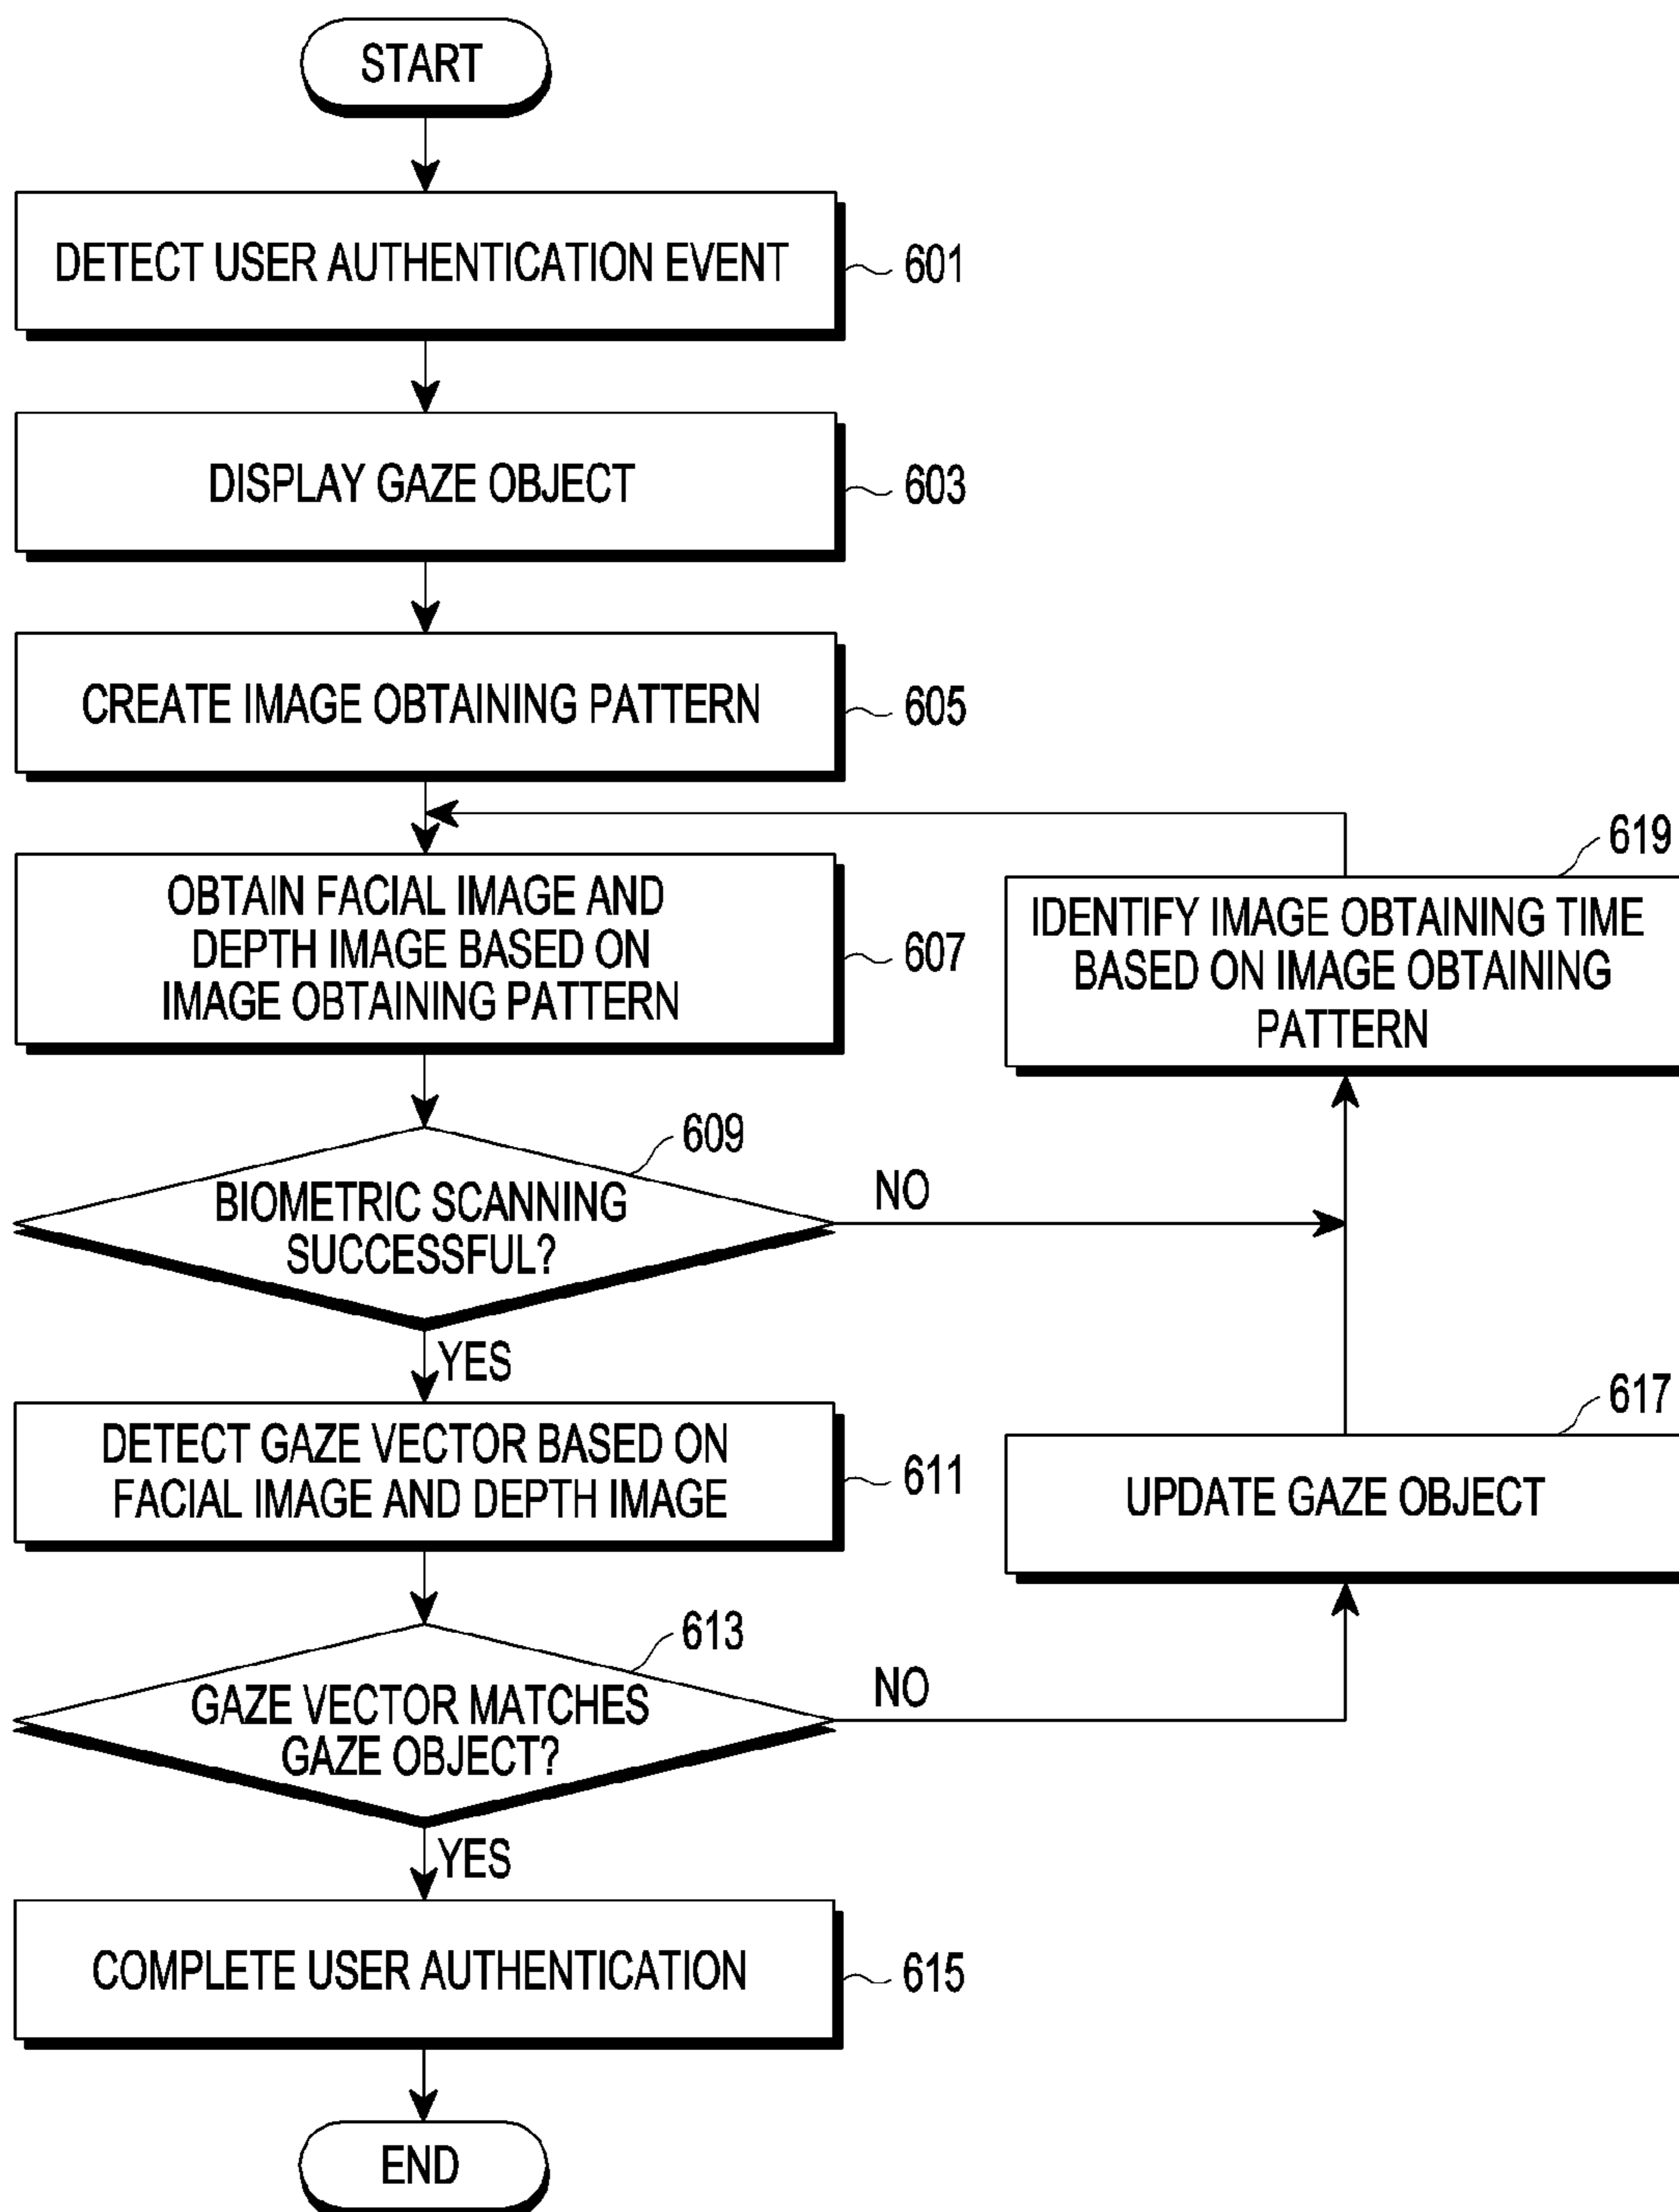 START
DETECT USER AUTHENTICATION EVENT
601
DISPLAY GAZE OBJECT
603
CREATE IMAGE OBTAINING PATTERN
605
OBTAIN FACIAL IMAGE AND
DEPTH IMAGE BASED ON
IMAGE OBTAINING PATTERN
607
619
IDENTIFY IMAGE OBTAINING TIME
BASED ON IMAGE OBTAINING
PATTERN
609
BIOMETRIC SCANNING
SUCCESSFUL?
NO
YES
DETECT GAZE VECTOR BASED ON
FACIAL IMAGE AND DEPTH IMAGE
611
617
UPDATE GAZE OBJECT
613
GAZE VECTOR MATCHES
GAZE OBJECT?
NO
YES
COMPLETE USER AUTHENTICATION
615
END